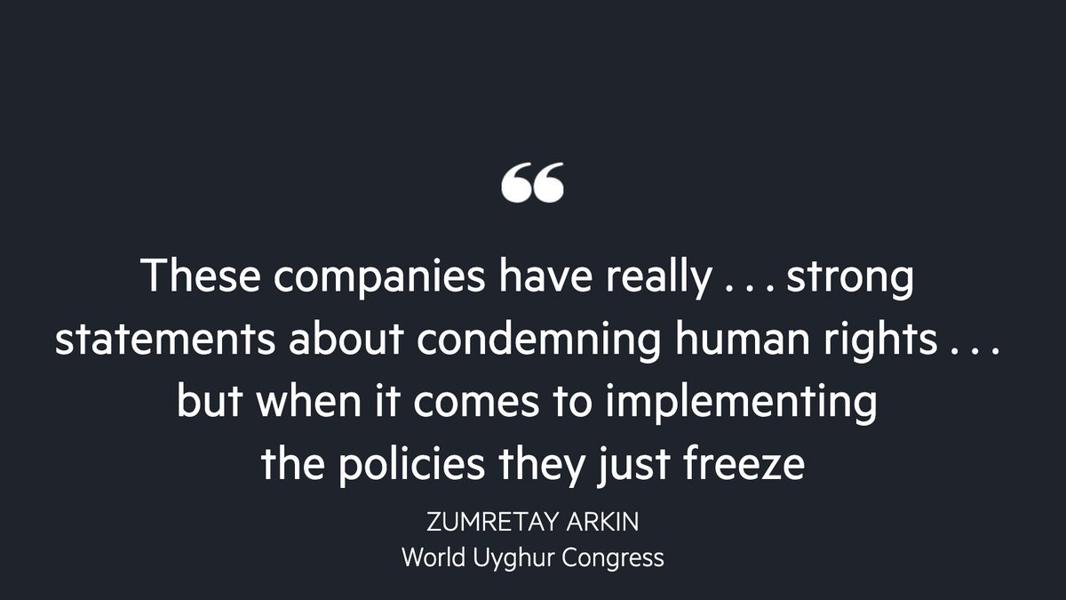 “
These companies have really . . . strong
statements about condemning human rights . . .
but when it comes to implementing
the policies they just freeze
ZUMRETAY ARKIN
World Uyghur Congress